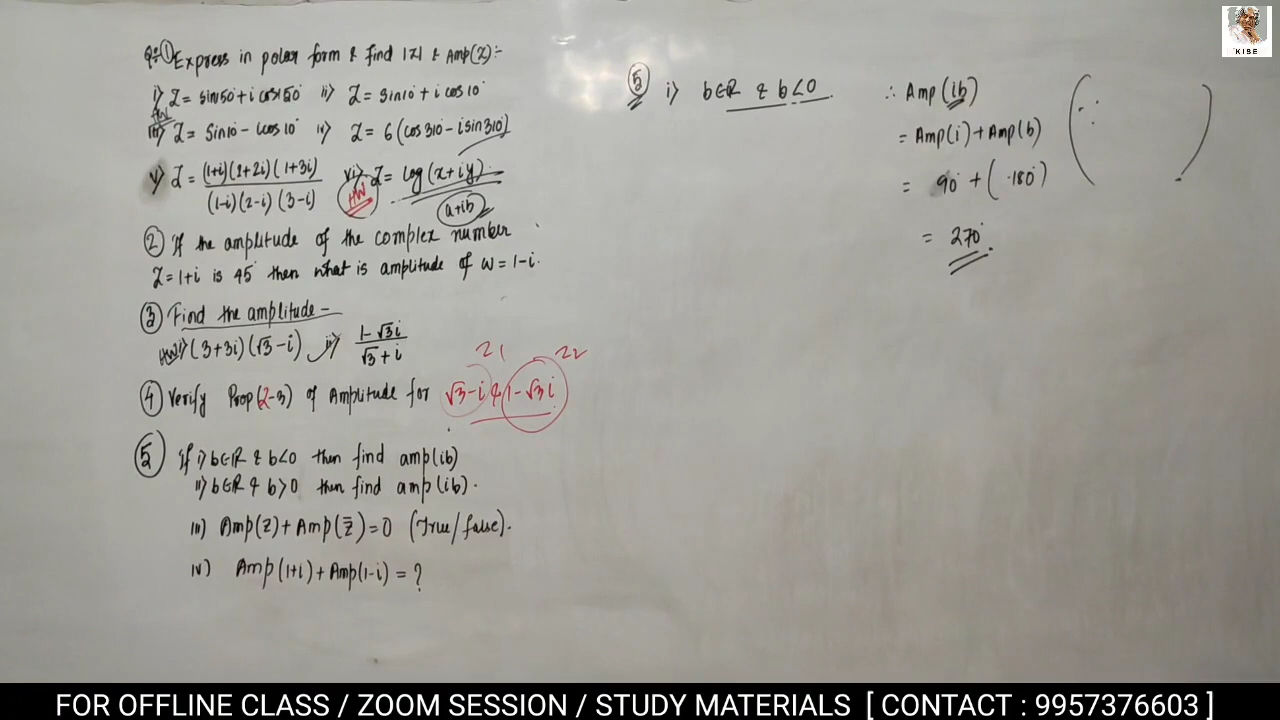 Qn:① Express in polar form & find |Z| & Amp(Z):-
i) Z = sin50° + i cos150° ii) Z = sin10° + i cos10°
HW
iii) Z = Sin10° - i cos10° iv) Z = 6(cos310° - i sin310°)
v) Z = (1+i)(1+2i)(1+3i) / (1-i)(2-i)(3-i) vi) Z = log(x+iy)
HW
a+ib
② If the amplitude of the complex number
Z = 1+i is 45° then what is amplitude of w = 1-i.
③ Find the amplitude -
HW i) (3+3i)(√3-i) ii) 1-√3i / √3+i
Z1 Z2
④ Verify Prop(2-3) of Amplitude for √3-i & 1-√3i
⑤ If i) b∈R & b<0 then find amp(ib)
ii) b∈R & b>0 then find amp(ib).
iii) Amp(z) + Amp(z̅) = 0 (True/false).
iv) Amp(1+i) + Amp(1-i) = ?
⑤ i) b∈R & b<0 ∴ Amp(ib)
= Amp(i) + Amp(b)
= 90° + (180°)
= 270°.
KIBE
FOR OFFLINE CLASS / ZOOM SESSION / STUDY MATERIALS [ CONTACT : 9957376603 ]